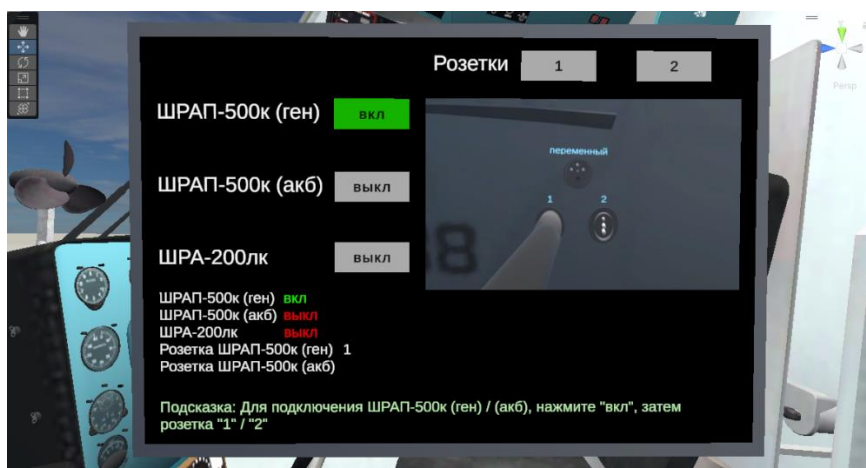 Розетки 1 2
ШРАП-500к (ген) вкл
ШРАП-500к (акб) выкл
ШРА-200лк выкл
переменный
1 2
ШРАП-500к (ген) вкл
ШРАП-500к (акб) выкл
ШРА-200лк выкл
Розетка ШРАП-500к (ген) 1
Розетка ШРАП-500к (акб)
Подсказка: Для подключения ШРАП-500к (ген) / (акб), нажмите "вкл", затем
розетка "1" / "2"
Persp